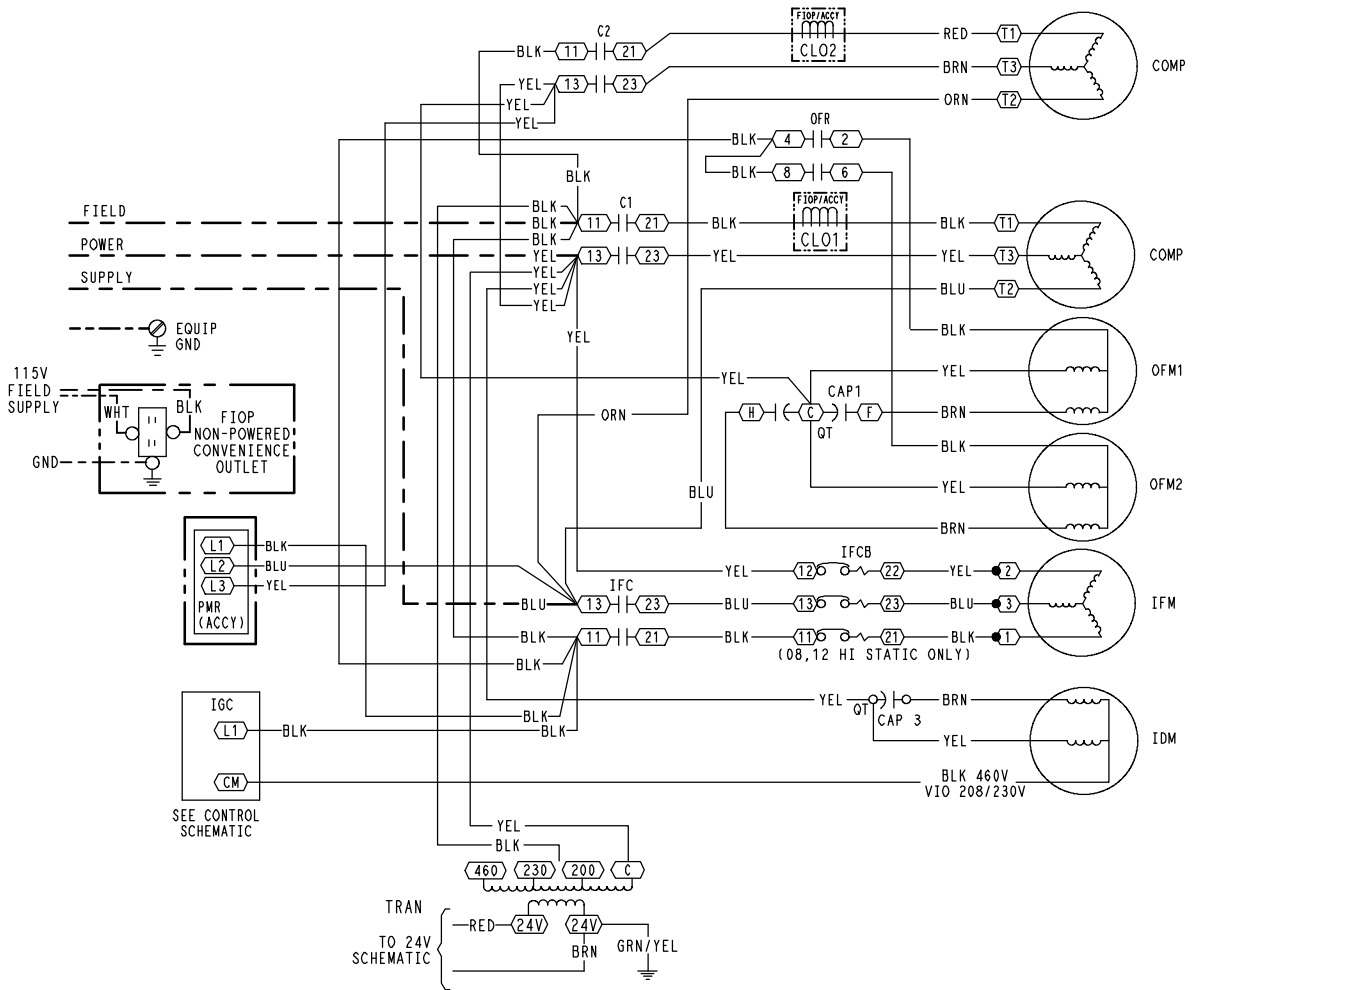 C2
FIOP/ACCY
CLO2
BLK 11 21 RED T1
COMP
YEL 13 23 BRN T3
YEL
YEL
ORN T2
OFR
BLK 4 2
BLK 8 6
BLK
FIOP/ACCY
CLO1
FIELD
BLK
C1
BLK 11 21 BLK BLK T1
BLK
POWER
YEL 13 23 YEL YEL T3
COMP
YEL
SUPPLY
YEL
YEL
BLU T2
EQUIP
GND
YEL
BLK
115V
FIELD
SUPPLY
WHT
BLK
FIOP
NON-POWERED
CONVENIENCE
OUTLET
GND
YEL
YEL
OFM1
CAP1
ORN
H C F BRN
QT
BLK
BLU
YEL
OFM2
BRN
L1 BLK
L2 BLU
L3 YEL
PMR
(ACCY)
IFCB
YEL 12 22 YEL 2
IFC
BLU 13 23 BLU 13 23 BLU 3
IFM
BLK 11 21 BLK 11 21 BLK 1
(08,12 HI STATIC ONLY)
BLK
YEL
QT
CAP 3
BRN
IGC
BLK
L1 BLK BLK
YEL
IDM
CM
BLK 460V
VIO 208/230V
SEE CONTROL
SCHEMATIC
YEL
BLK
460 230 200 C
TRAN
RED 24V 24V
TO 24V
SCHEMATIC
BRN
GRN/YEL